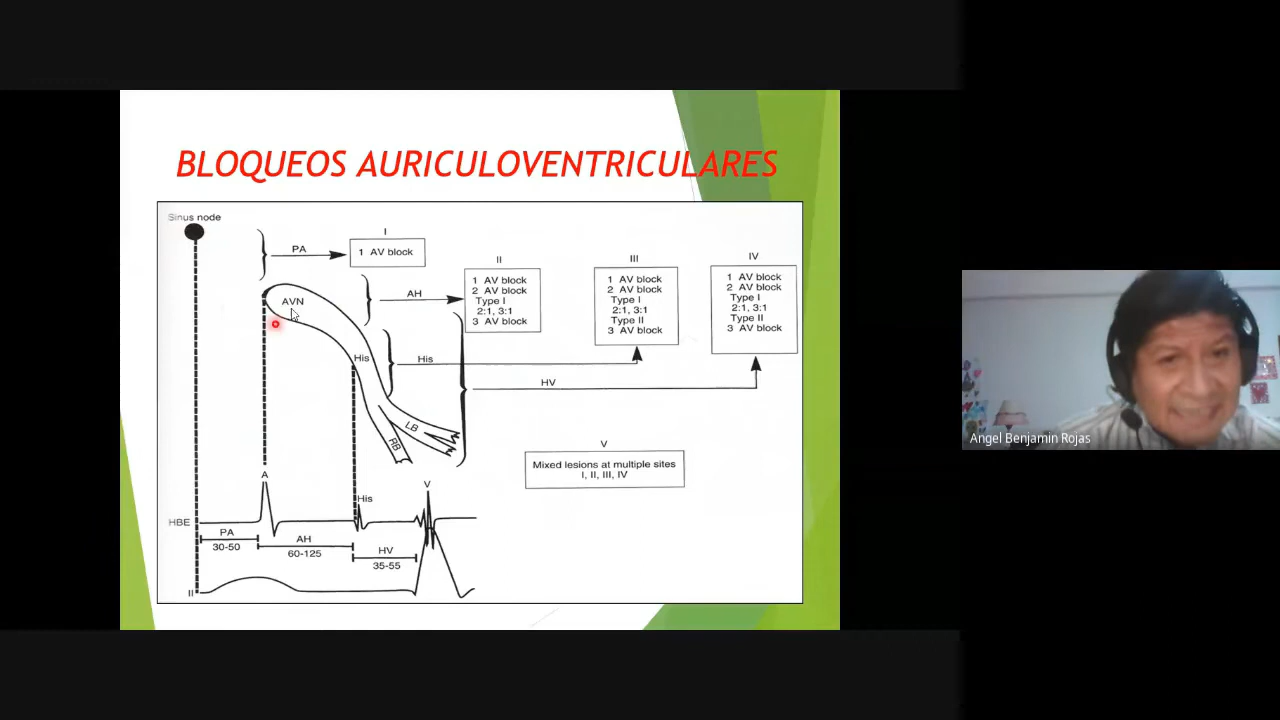 BLOQUEOS AURICULOVENTRICULARES
Sinus node
PA
I
1 AV block
AVN
AH
II
1 AV block
2 AV block
Type I
2:1, 3:1
3 AV block
His
His
III
1 AV block
2 AV block
Type I
2:1, 3:1
Type II
3 AV block
HV
IV
1 AV block
2 AV block
Type I
2:1, 3:1
Type II
3 AV block
LB
RB
V
Mixed lesions at multiple sites
I, II, III, IV
A
His
V
HBE
PA
30-50
AH
60-125
HV
35-55
II
Angel Benjamin Rojas